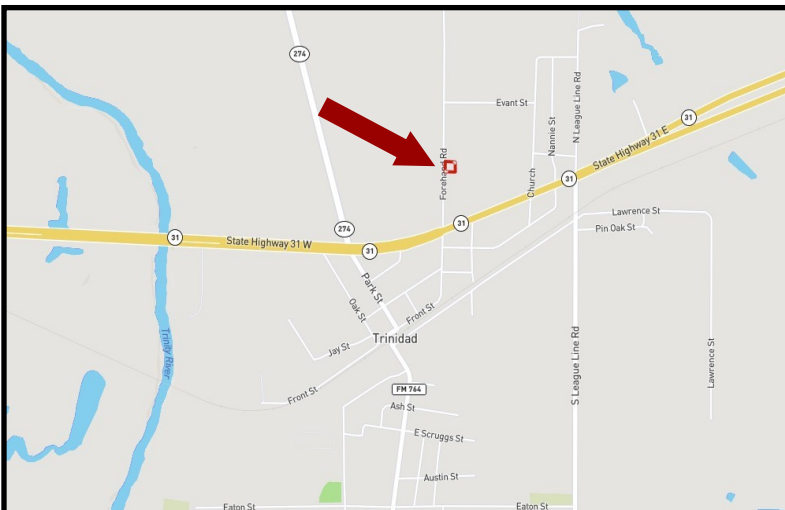 274
Evant St
N League Line Rd
Nannie St
31
State Highway 31 E
Forehand Rd
Church
31
Lawrence St
274
31
31
State Highway 31 W
31
Pin Oak St
Park St
Oak St
Front St
Trinidad
Trinity River
Jay St
S League Line Rd
Lawrence St
Front St
FM 764
Ash St
E Scruggs St
Austin St
Eaton St
Eaton St